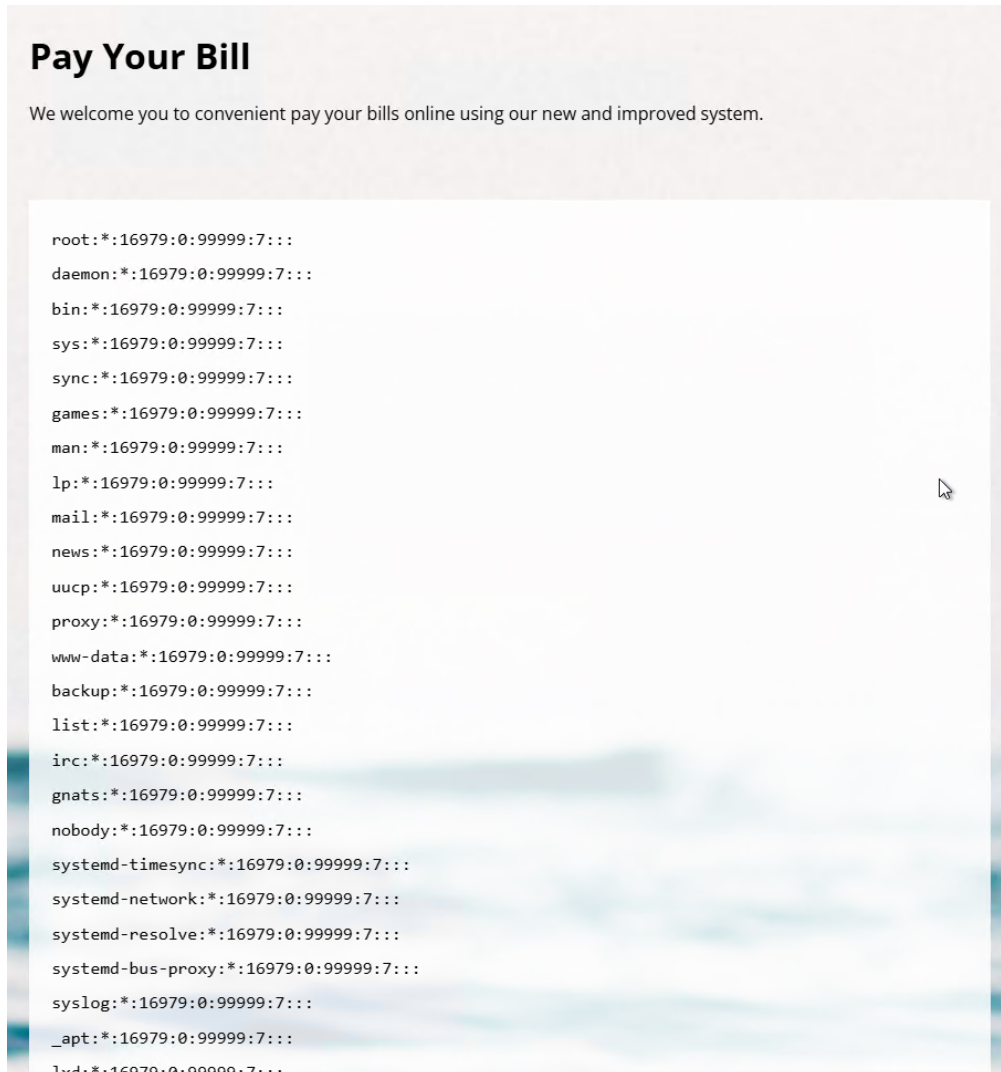 Pay Your Bill
We welcome you to convenient pay your bills online using our new and improved system.
root:*:16979:0:99999:7:::
daemon:*:16979:0:99999:7:::
bin:*:16979:0:99999:7:::
sys:*:16979:0:99999:7:::
sync:*:16979:0:99999:7:::
games:*:16979:0:99999:7:::
man:*:16979:0:99999:7:::
lp:*:16979:0:99999:7:::
mail:*:16979:0:99999:7:::
news:*:16979:0:99999:7:::
uucp:*:16979:0:99999:7:::
proxy:*:16979:0:99999:7:::
www-data:*:16979:0:99999:7:::
backup:*:16979:0:99999:7:::
list:*:16979:0:99999:7:::
irc:*:16979:0:99999:7:::
gnats:*:16979:0:99999:7:::
nobody:*:16979:0:99999:7:::
systemd-timesync:*:16979:0:99999:7:::
systemd-network:*:16979:0:99999:7:::
systemd-resolve:*:16979:0:99999:7:::
systemd-bus-proxy:*:16979:0:99999:7:::
syslog:*:16979:0:99999:7:::
_apt:*:16979:0:99999:7:::
lxd:*:16979:0:99999:7:::